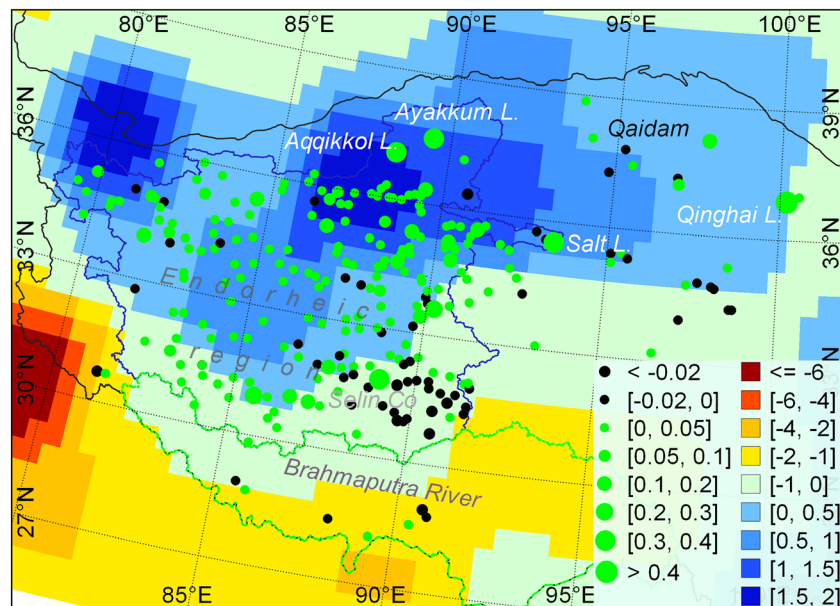 80°E 85°E 90°E 95°E 100°E
36°N
33°N
30°N
27°N
39°N
36°N
Ayakkum L.
Aqqikkol L.
Qaidam
Qinghai L.
Salt L.
Endorheic
region
Selin Co
Brahmaputra River
< -0.02 <= -6
[-0.02, 0] [-6, -4]
[0, 0.05] [-4, -2]
[0.05, 0.1] [-2, -1]
[0.1, 0.2] [-1, 0]
[0.2, 0.3] [0, 0.5]
[0.3, 0.4] [0.5, 1]
> 0.4 [1, 1.5]
[1.5, 2]
85°E 90°E 95°E